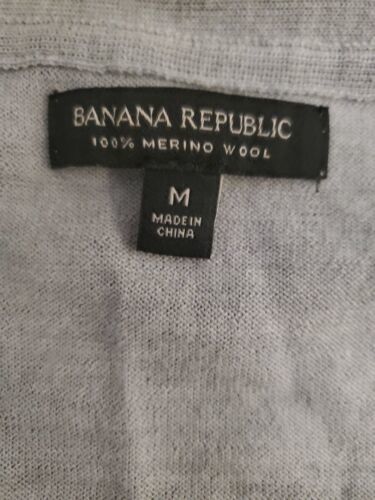 BANANA REPUBLIC
100% MERINO WOOL
M
MADE IN
CHINA